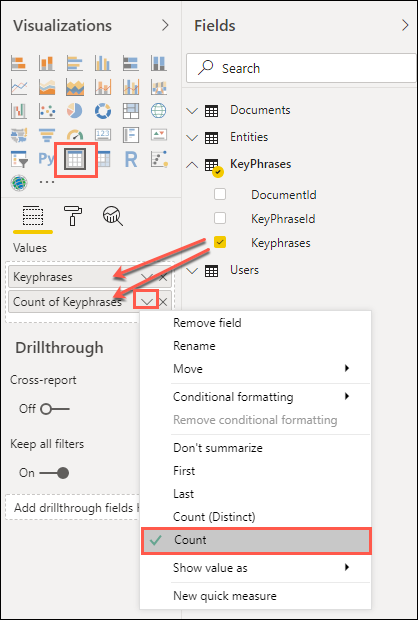 Visualizations
Fields
Search
Documents
Entities
KeyPhrases
DocumentId
KeyPhraseId
Keyphrases
Users
123
Py
R
...
Values
Keyphrases
Count of Keyphrases
Drillthrough
Cross-report
Off
Keep all filters
On
Add drillthrough fields h
Remove field
Rename
Move
Conditional formatting
Remove conditional formatting
Don't summarize
First
Last
Count (Distinct)
Count
Show value as
New quick measure